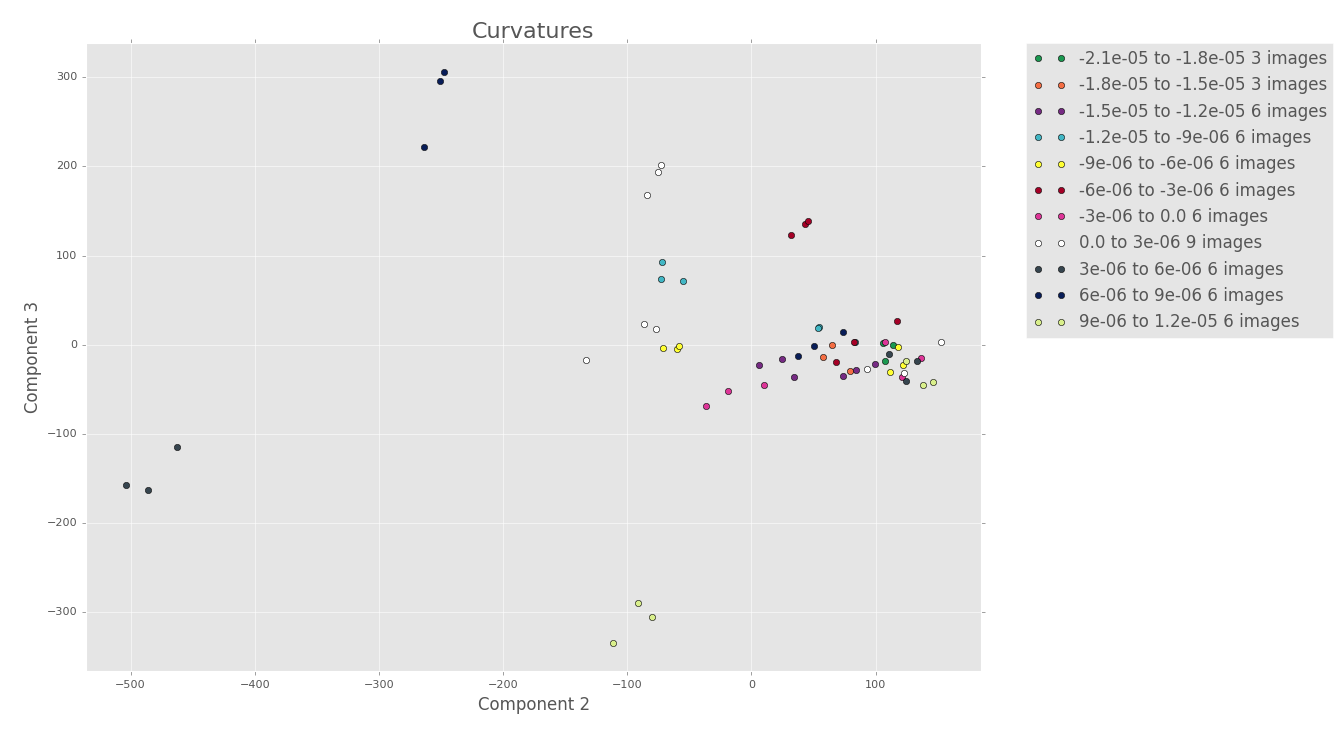 Curvatures
300
200
100
0
−100
−200
−300
Component 3
−500
−400
−300
−200
−100
0
100
Component 2
-2.1e-05 to -1.8e-05 3 images
-1.8e-05 to -1.5e-05 3 images
-1.5e-05 to -1.2e-05 6 images
-1.2e-05 to -9e-06 6 images
-9e-06 to -6e-06 6 images
-6e-06 to -3e-06 6 images
-3e-06 to 0.0 6 images
0.0 to 3e-06 9 images
3e-06 to 6e-06 6 images
6e-06 to 9e-06 6 images
9e-06 to 1.2e-05 6 images